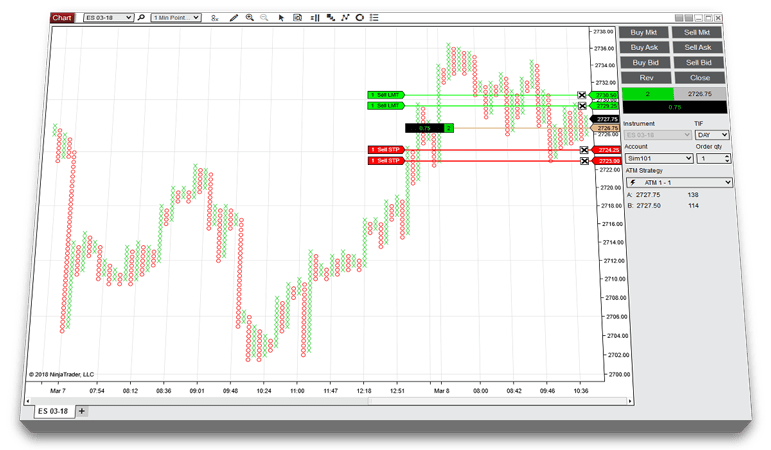 Chart ES 03-18 1 Min Point...
2738.00
2736.00
2734.00
2732.00
2730.50
2730.00
2729.25
2727.75
2726.75
2726.00
2724.25
2723.00
2722.00
2720.00
2718.00
2716.00
2714.00
2712.00
2710.00
2708.00
2706.00
2704.00
2702.00
2700.00
1 Sell LMT
1 Sell LMT
0.75 2
1 Sell STP
1 Sell STP
© 2018 NinjaTrader, LLC
Mar 7 07:54 08:12 08:36 09:01 09:48 10:24 11:00 11:47 12:18 12:51 Mar 8 08:00 08:42 09:46 10:36
ES 03-18 +
Buy Mkt Sell Mkt
Buy Ask Sell Ask
Buy Bid Sell Bid
Rev Close
2 2726.75
0.75
Instrument TIF
ES 03-18 DAY
Account Order qty
Sim101 1
ATM Strategy
ATM 1 - 1
A: 2727.75 138
B: 2727.50 114